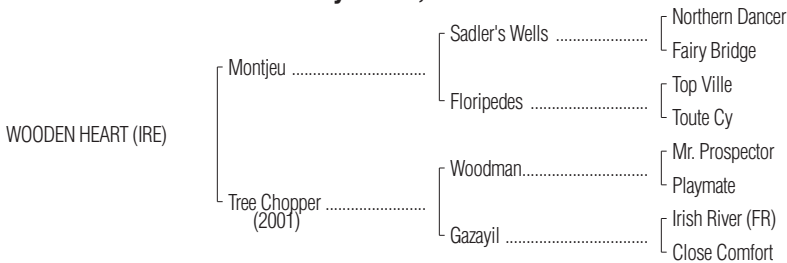 Northern Dancer
Sadler's Wells ......................
Fairy Bridge
Montjeu ................................
Top Ville
Floripedes ............................
Toute Cy
WOODEN HEART (IRE)
Mr. Prospector
Woodman..............................
Playmate
Tree Chopper ........................
(2001)
Irish River (FR)
Gazayil ..................................
Close Comfort